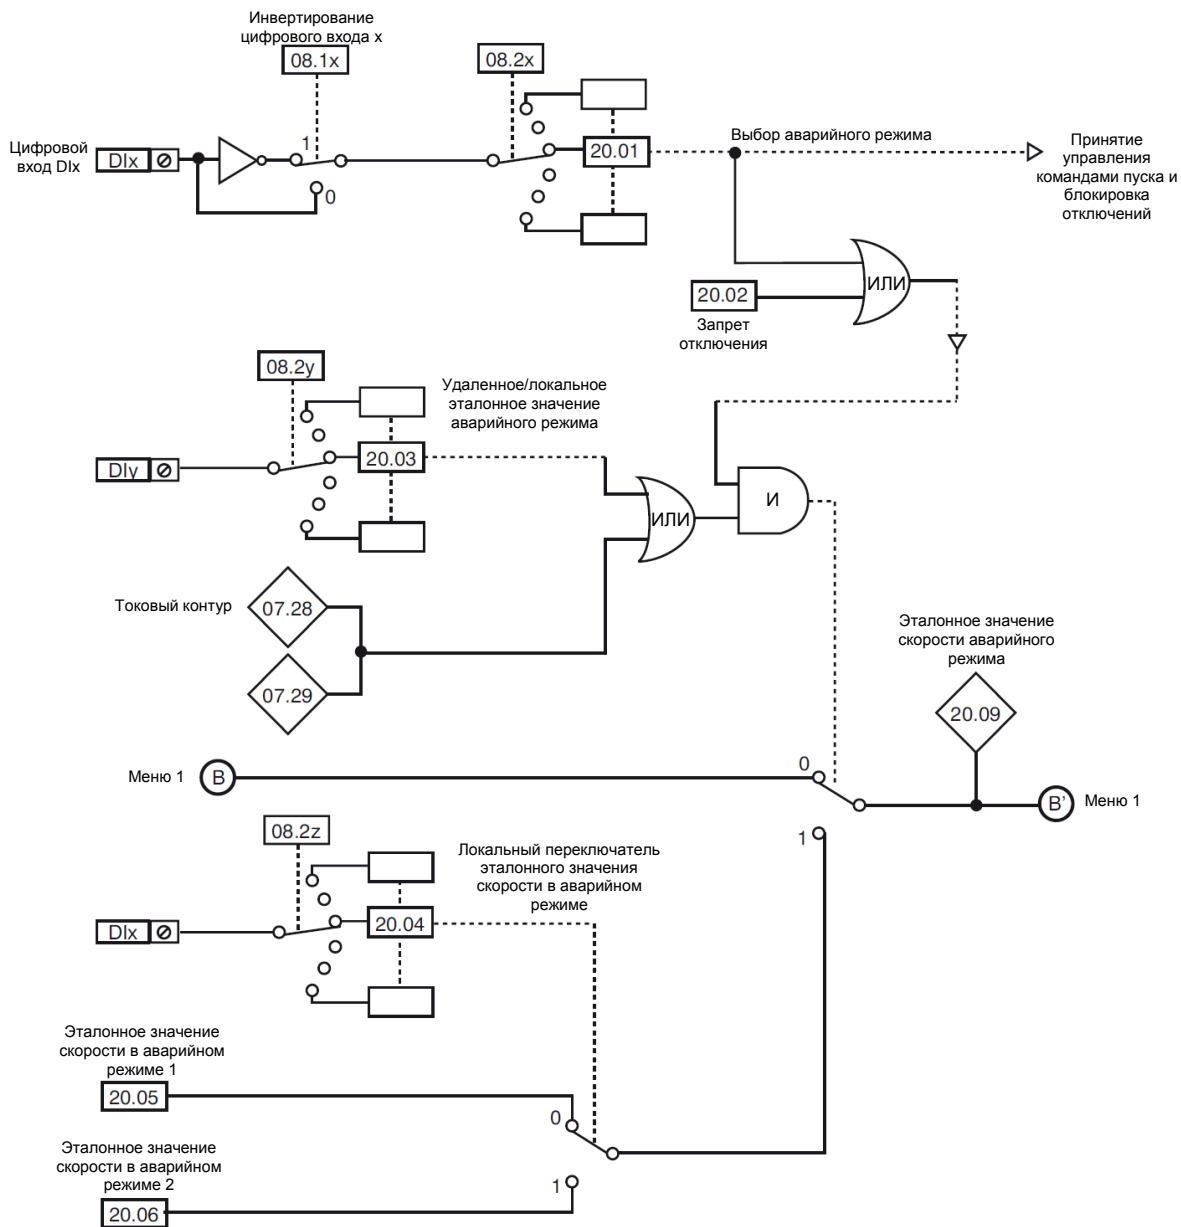 Инвертирование
цифрового входа x
08.1x
08.2x
Цифровой
вход DIx
DIx
1
0
20.01
Выбор аварийного режима
Принятие
управления
командами пуска и
блокировка
отключений
ИЛИ
20.02
Запрет
отключения
08.2y
Удаленное/локальное
эталонное значение
аварийного режима
DIy
20.03
ИЛИ
И
Токовый контур
07.28
07.29
Эталонное значение
скорости аварийного
режима
20.09
Меню 1
B
0
B'
Меню 1
1
08.2z
Локальный переключатель
эталонного значения
скорости в аварийном
режиме
DIx
20.04
Эталонное значение
скорости в аварийном
режиме 1
20.05
0
Эталонное значение
скорости в аварийном
режиме 2
1
20.06